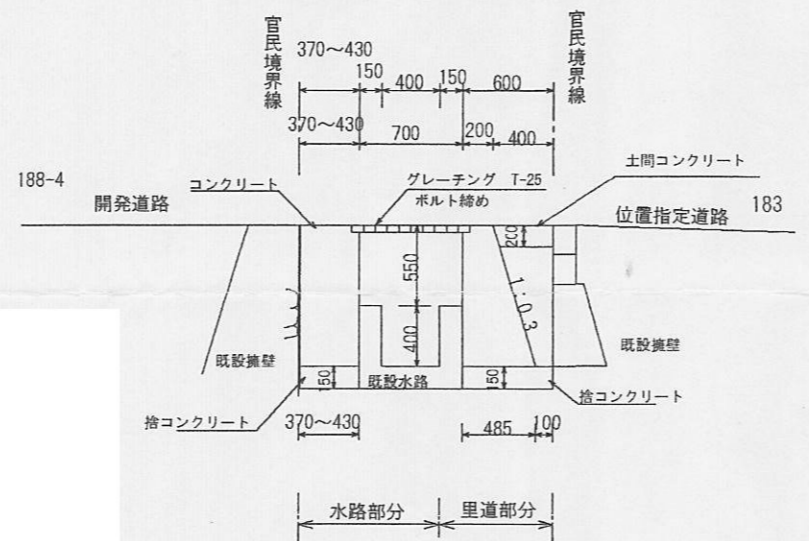 官民境界線
官民境界線
370～430
150
400
150
600
370～430
700
200
400
188-4
開発道路
コンクリート
グレーチング T-25
ボルト締め
土間コンクリート
位置指定道路
183
200
550
1:0.3
400
既設擁壁
既設擁壁
150
既設水路
150
捨コンクリート
捨コンクリート
370～430
485
100
水路部分
里道部分